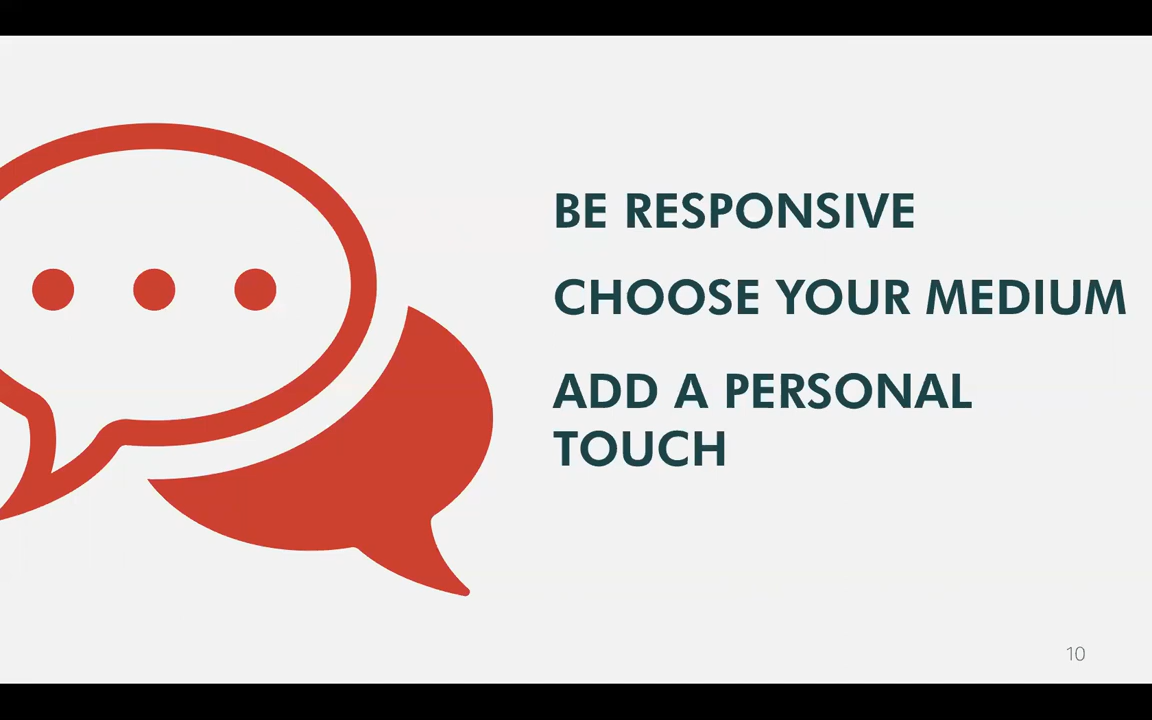 BE RESPONSIVE
CHOOSE YOUR MEDIUM
ADD A PERSONAL
TOUCH
10